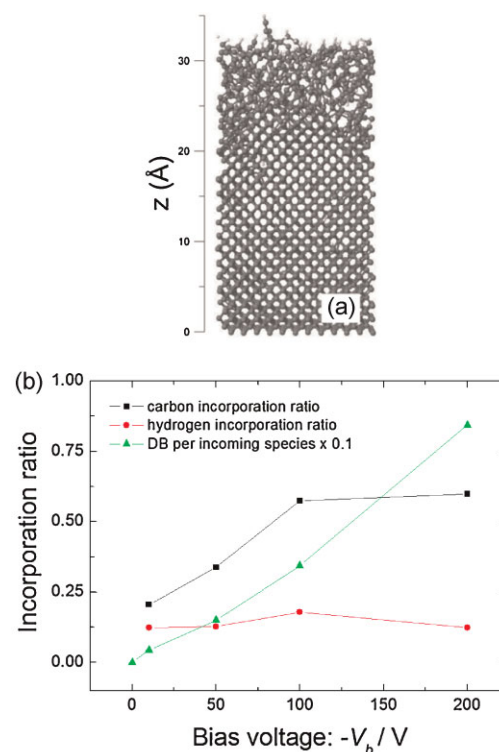 30
20
10
0
z (Å)
(a)
(b)
1.00
0.75
0.50
0.25
0.00
Incorporation ratio
carbon incorporation ratio
hydrogen incorporation ratio
DB per incoming species x 0.1
0
50
100
150
200
Bias voltage: -V_b / V